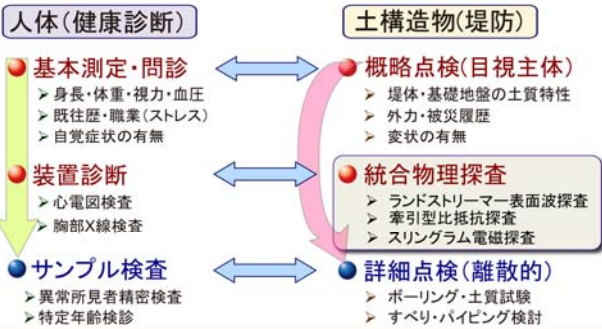 人体(健康診断)
基本測定・問診
身長・体重・視力・血圧
既往歴・職業(ストレス)
自覚症状の有無
装置診断
心電図検査
胸部X線検査
サンプル検査
異常所見者精密検査
特定年齢検診
土構造物(堤防)
概略点検(目視主体)
堤体・基礎地盤の土質特性
外力・被災履歴
変状の有無
統合物理探査
ランドストリーマー表面波探査
牽引型比抵抗探査
スリングラム電磁探査
詳細点検(離散的)
ボーリング・土質試験
すべり・パイピング検討